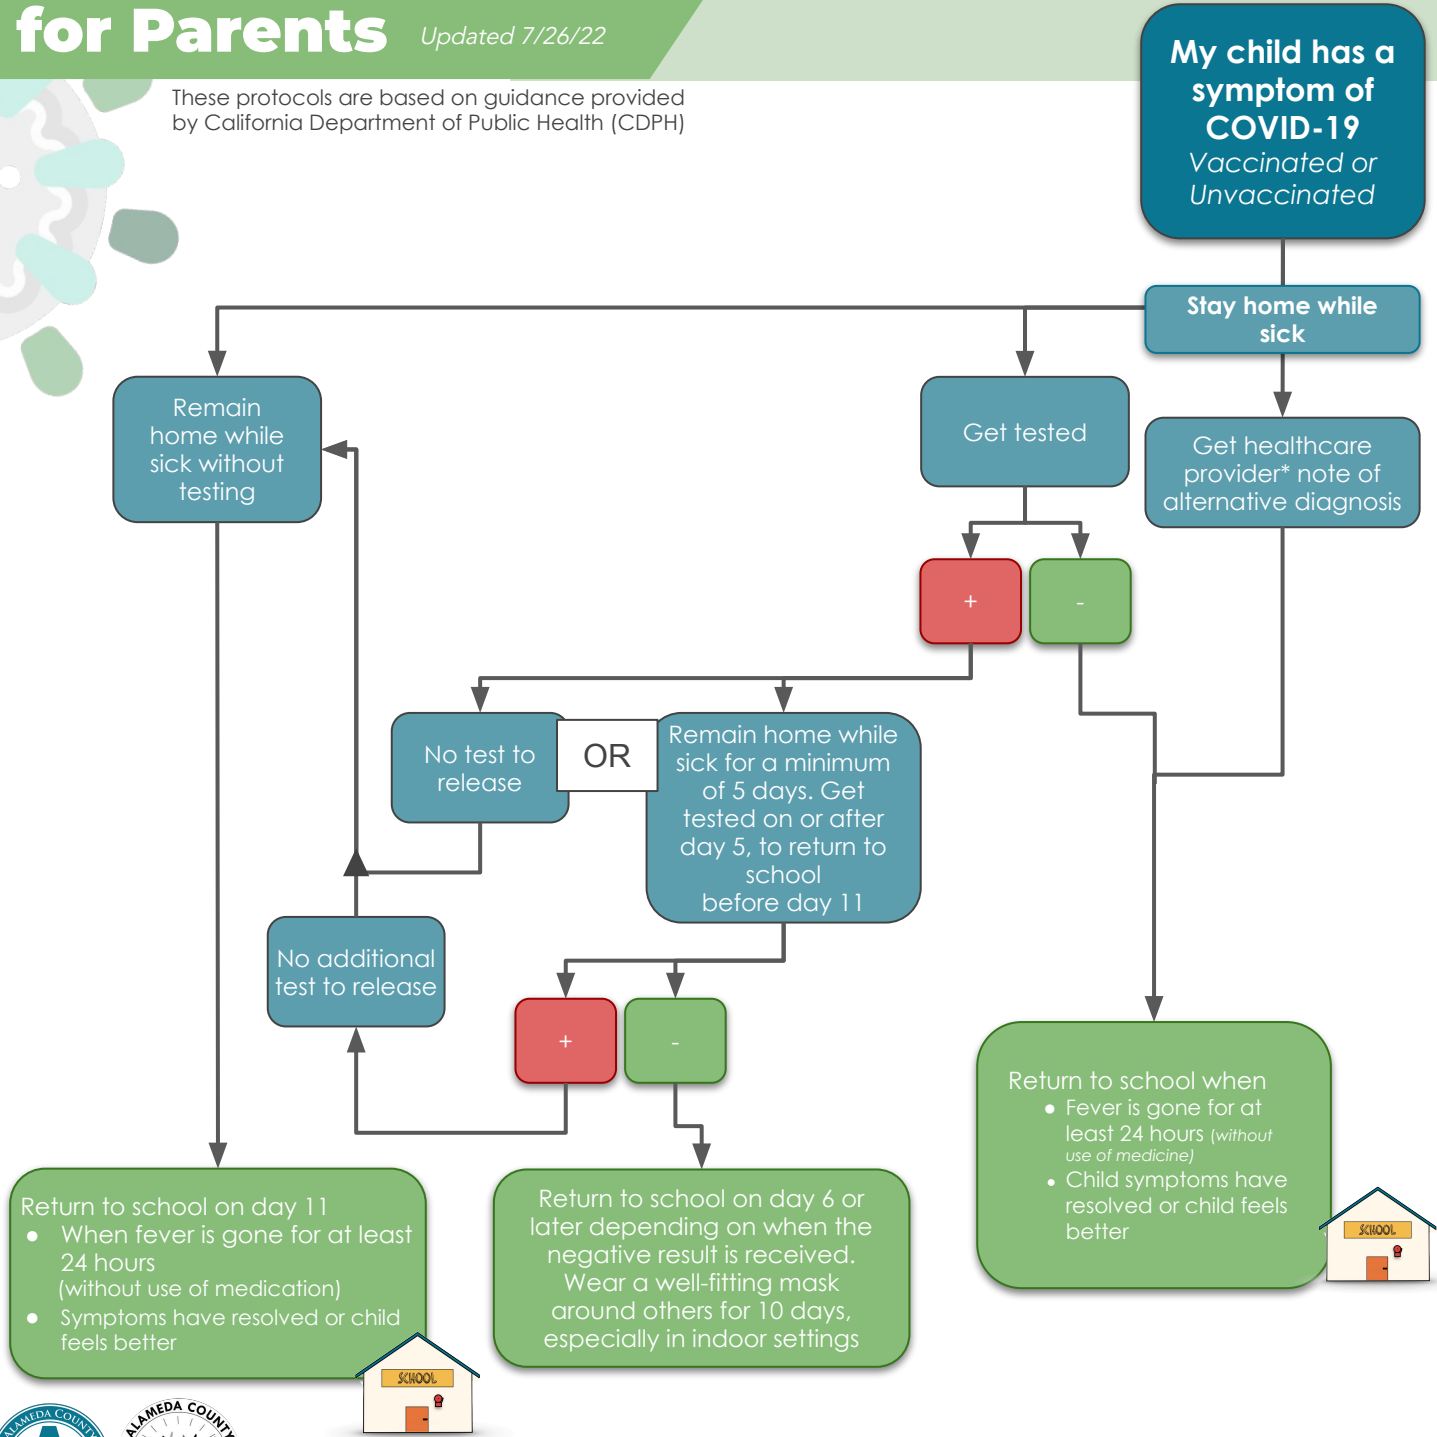 for Parents
Updated 7/26/22
These protocols are based on guidance provided
by California Department of Public Health (CDPH)
My child has a
symptom of
COVID-19
Vaccinated or
Unvaccinated
Stay home while
sick
Remain
home while
sick without
testing
Get tested
Get healthcare
provider* note of
alternative diagnosis
+
-
No test to
release
OR
Remain home while
sick for a minimum
of 5 days. Get
tested on or after
day 5, to return to
school
before day 11
No additional
test to release
+
-
Return to school when
● Fever is gone for at
least 24 hours (without
use of medicine)
● Child symptoms have
resolved or child feels
better
SCHOOL
Return to school on day 11
● When fever is gone for at least
24 hours
(without use of medication)
● Symptoms have resolved or child
feels better
SCHOOL
Return to school on day 6 or
later depending on when the
negative result is received.
Wear a well-fitting mask
around others for 10 days,
especially in indoor settings
ALAMEDA COUNTY
ALAMEDA COUNTY